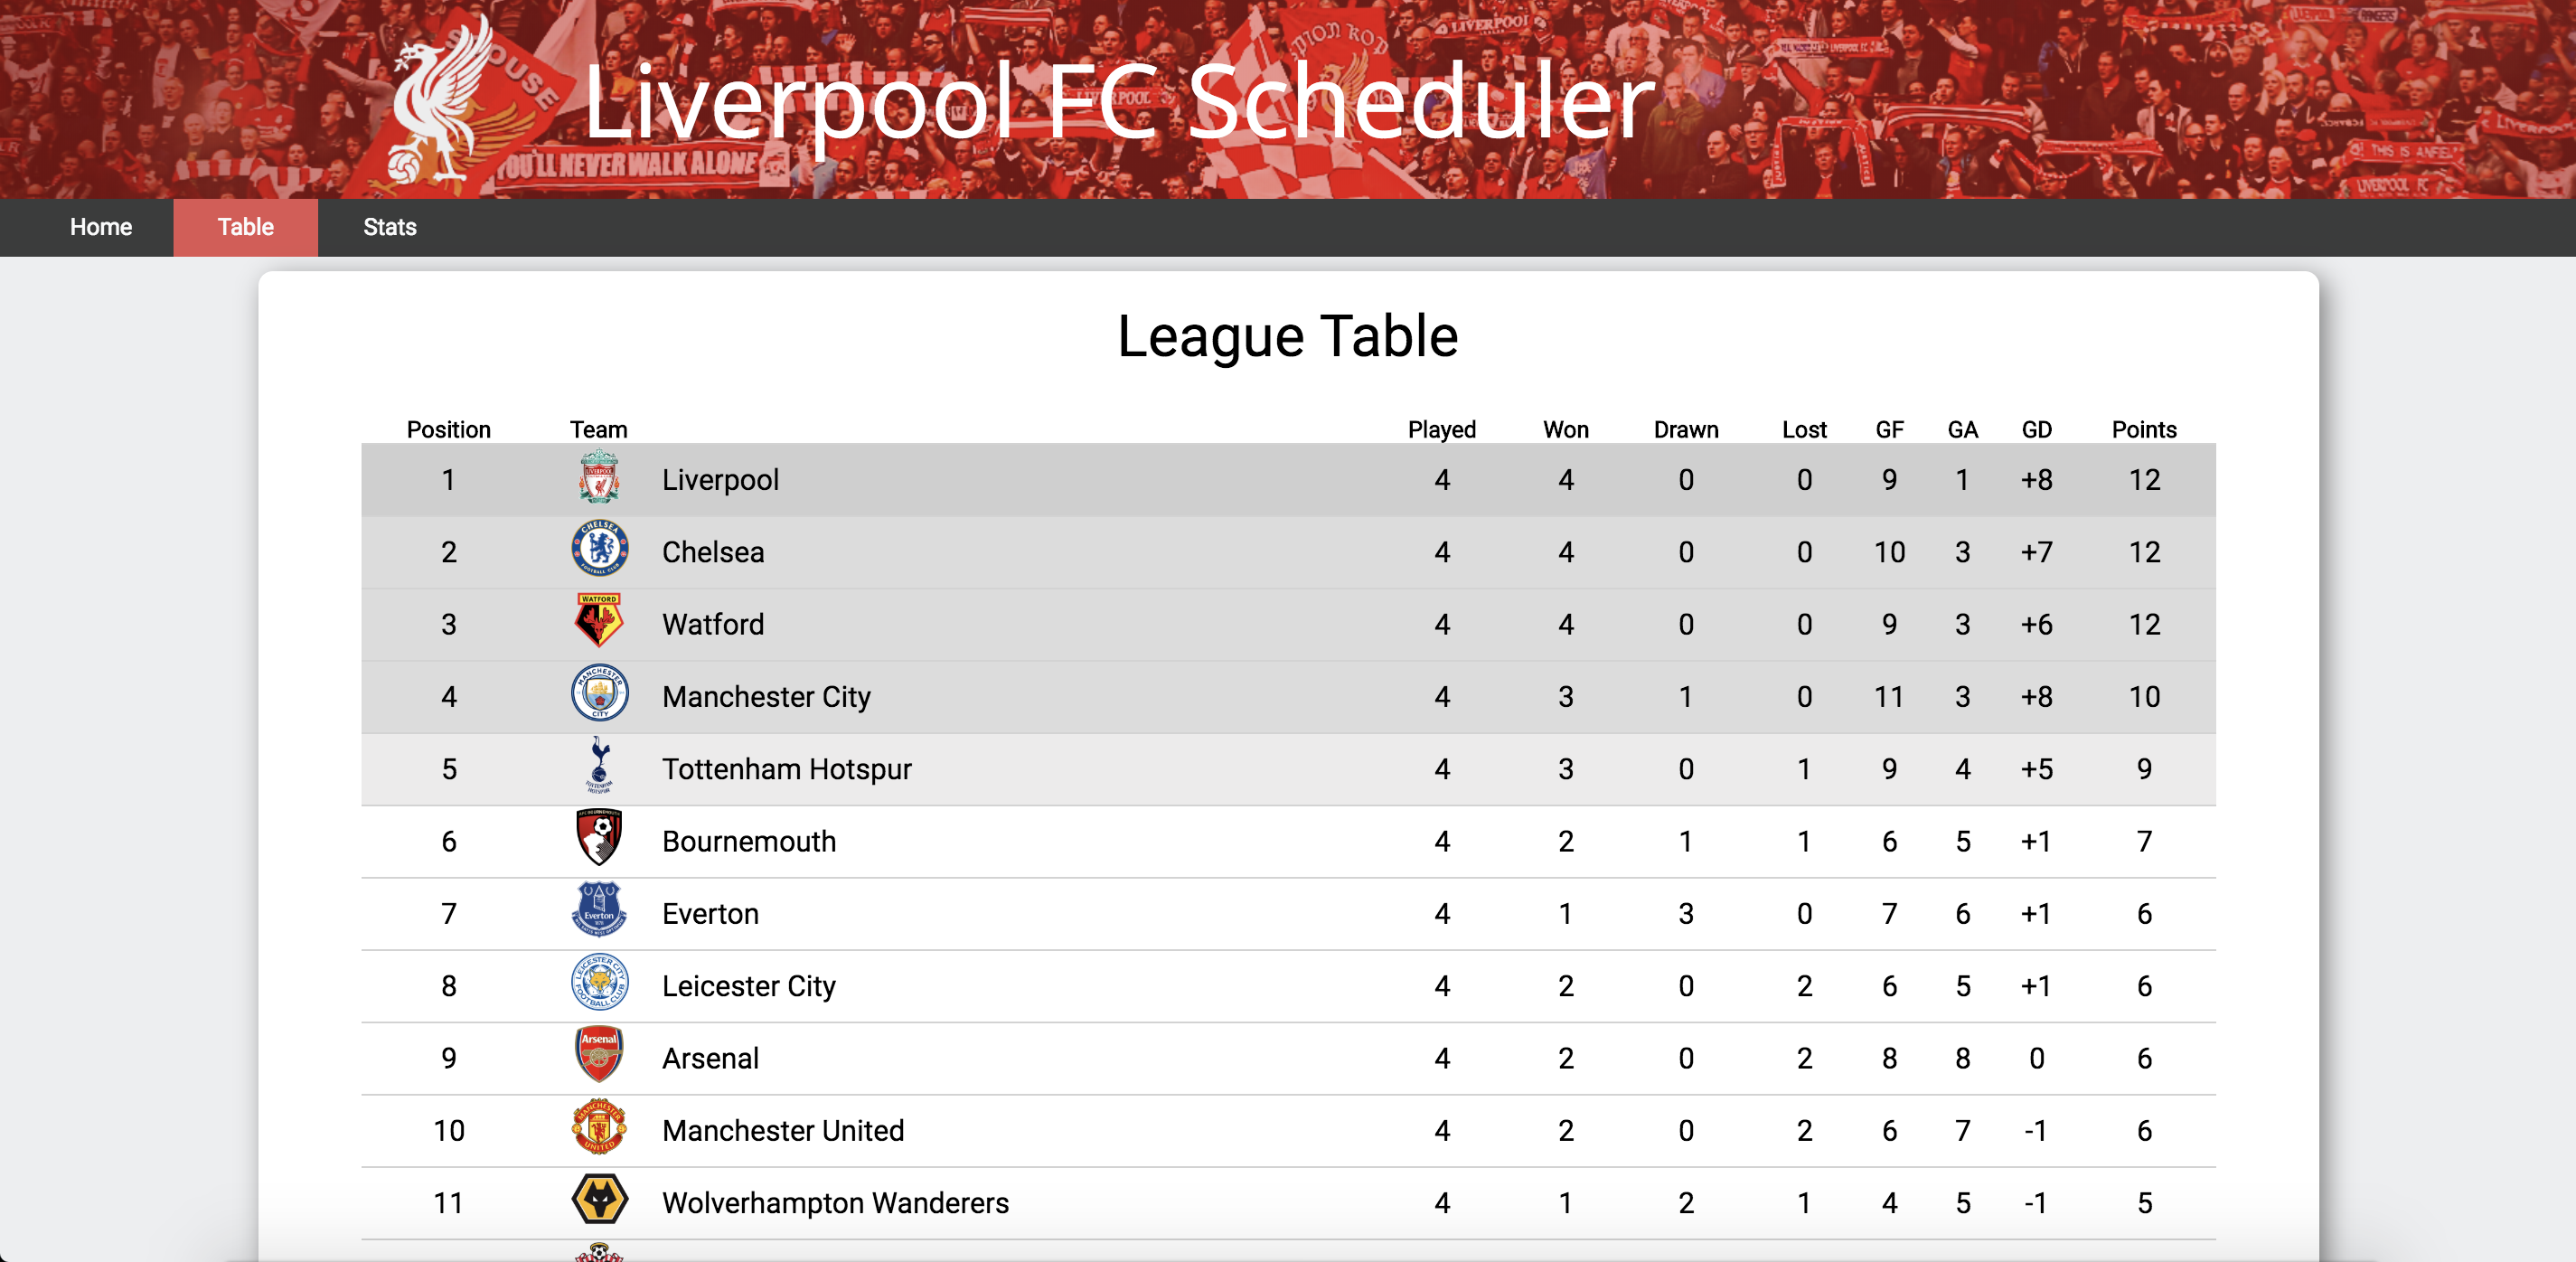 LIVERPOOL
Liverpool FC Scheduler
YOU'LL NEVER WALK ALONE
THIS IS ANFIELD
LIVERPOOL FC
Home Table Stats
League Table
Position Team Played Won Drawn Lost GF GA GD Points
1 Liverpool 4 4 0 0 9 1 +8 12
2 Chelsea 4 4 0 0 10 3 +7 12
3 Watford 4 4 0 0 9 3 +6 12
4 Manchester City 4 3 1 0 11 3 +8 10
5 Tottenham Hotspur 4 3 0 1 9 4 +5 9
6 Bournemouth 4 2 1 1 6 5 +1 7
7 Everton 4 1 3 0 7 6 +1 6
8 Leicester City 4 2 0 2 6 5 +1 6
9 Arsenal 4 2 0 2 8 8 0 6
10 Manchester United 4 2 0 2 6 7 -1 6
11 Wolverhampton Wanderers 4 1 2 1 4 5 -1 5